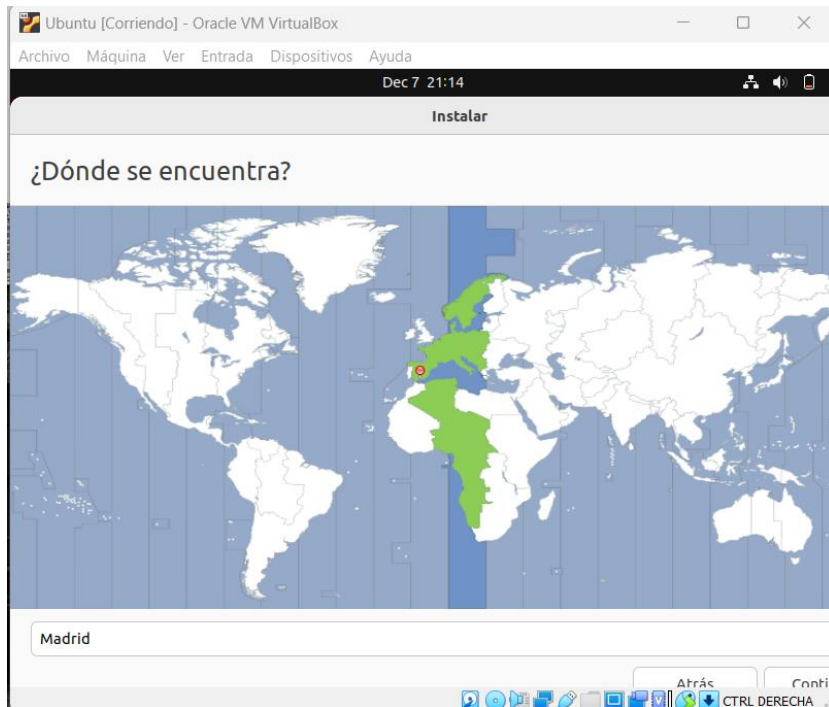 Ubuntu [Corriendo] - Oracle VM VirtualBox
Archivo Máquina Ver Entrada Dispositivos Ayuda
Dec 7 21:14
Instalar
¿Dónde se encuentra?
Madrid
Atrás Conti
CTRL DERECHA